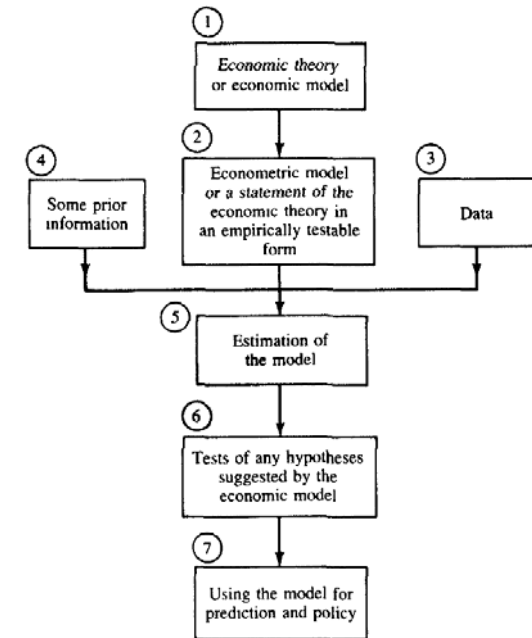 1
Economic theory
or economic model
2
Econometric model
or a statement of the
economic theory in
an empirically testable
form
4
Some prior
information
3
Data
5
Estimation of
the model
6
Tests of any hypotheses
suggested by the
economic model
7
Using the model for
prediction and policy